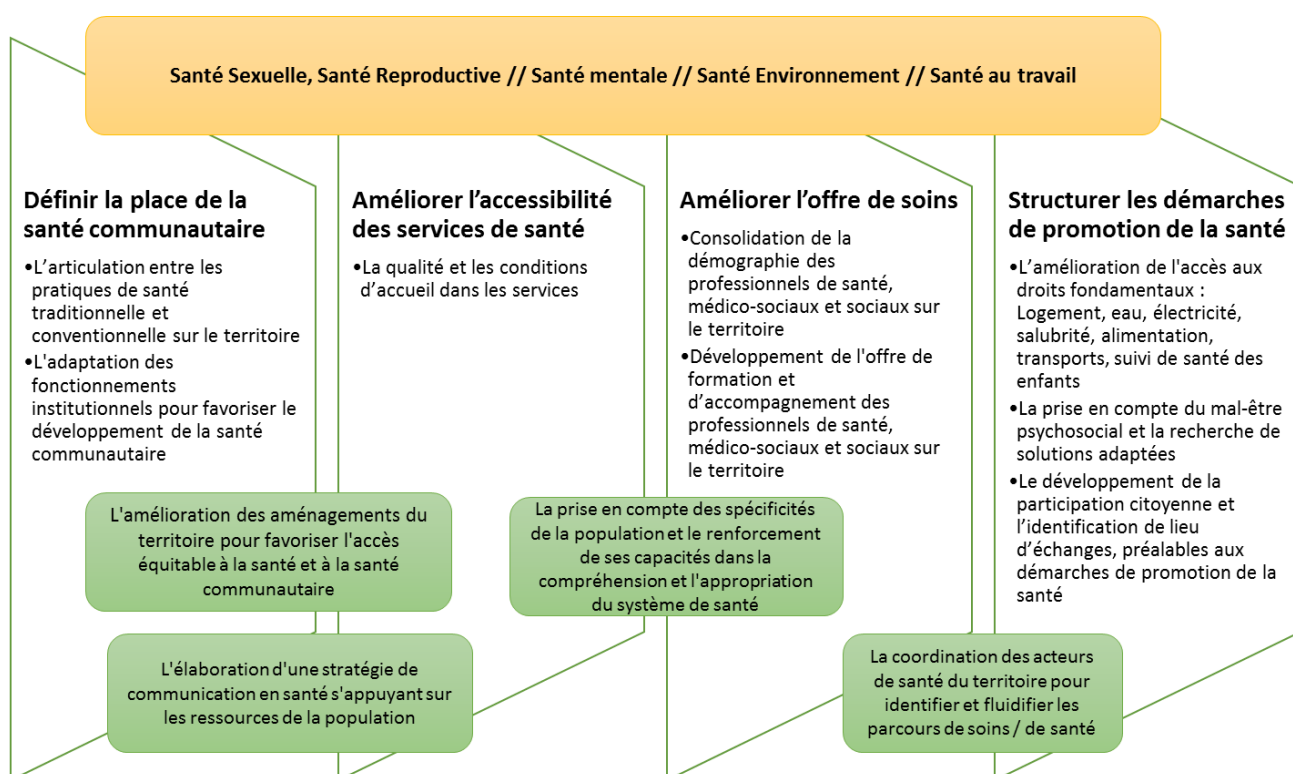 Santé Sexuelle, Santé Reproductive // Santé mentale // Santé Environnement // Santé au travail
Définir la place de la
santé communautaire
•L’articulation entre les
pratiques de santé
traditionnelle et
conventionnelle sur le territoire
•L'adaptation des
fonctionnements
institutionnels pour favoriser le
développement de la santé
communautaire
Améliorer l’accessibilité
des services de santé
•La qualité et les conditions
d’accueil dans les services
Améliorer l’offre de soins
•Consolidation de la
démographie des
professionnels de santé,
médico-sociaux et sociaux sur
le territoire
•Développement de l'offre de
formation et
d’accompagnement des
professionnels de santé,
médico-sociaux et sociaux sur
le territoire
Structurer les démarches
de promotion de la santé
•L’amélioration de l'accès aux
droits fondamentaux :
Logement, eau, électricité,
salubrité, alimentation,
transports, suivi de santé des
enfants
•La prise en compte du mal-être
psychosocial et la recherche de
solutions adaptées
•Le développement de la
participation citoyenne et
l’identification de lieu
d’échanges, préalables aux
démarches de promotion de la
santé
L'amélioration des aménagements du
territoire pour favoriser l'accès
équitable à la santé et à la santé
communautaire
La prise en compte des spécificités
de la population et le renforcement
de ses capacités dans la
compréhension et l'appropriation
du système de santé
L'élaboration d'une stratégie de
communication en santé s'appuyant sur
les ressources de la population
La coordination des acteurs
de santé du territoire pour
identifier et fluidifier les
parcours de soins / de santé